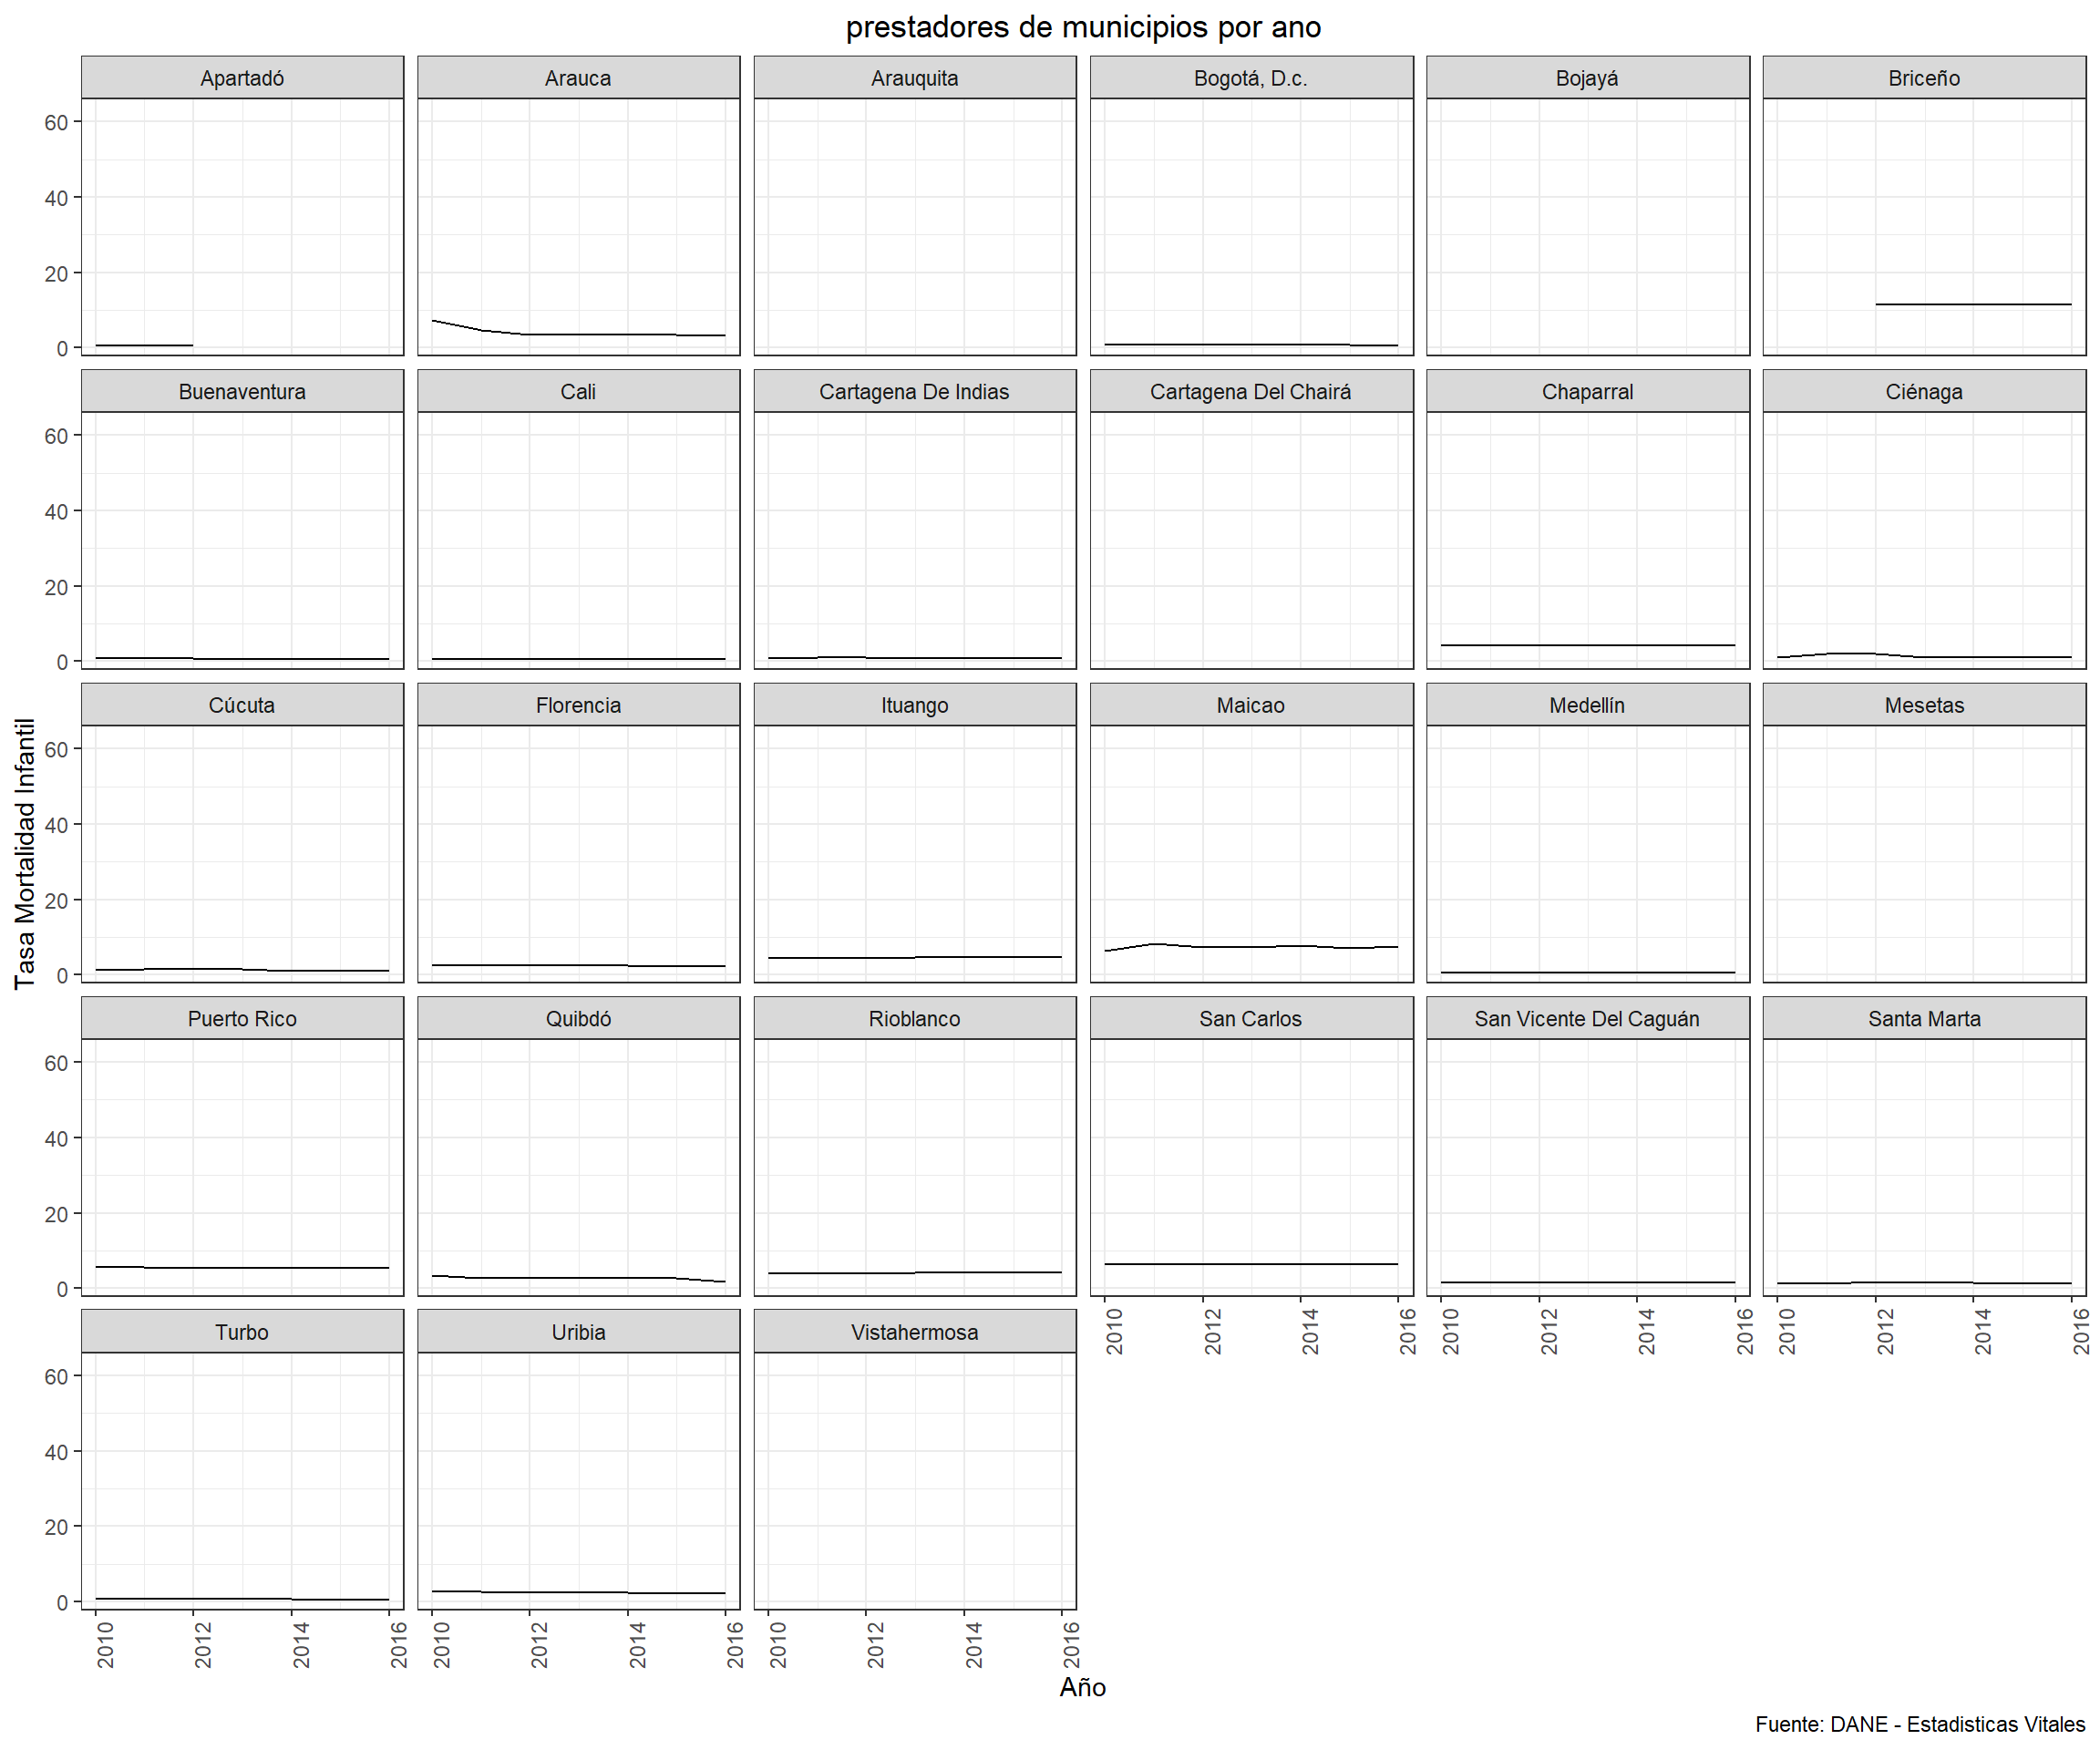 prestadores de municipios por ano
Apartadó Arauca Arauquita Bogotá, D.c. Bojayá Briceño
60
40
20
0
Buenaventura Cali Cartagena De Indias Cartagena Del Chairá Chaparral Ciénaga
60
40
20
0
Cúcuta Florencia Ituango Maicao Medellín Mesetas
60
40
20
0
Puerto Rico Quibdó Rioblanco San Carlos San Vicente Del Caguán Santa Marta
60
40
20
0
2010 2012 2014 2016 2010 2012 2014 2016 2010 2012 2014 2016
Turbo Uribia Vistahermosa
60
40
20
0
2010 2012 2014 2016 2010 2012 2014 2016 2010 2012 2014 2016
Tasa Mortalidad Infantil
Año
Fuente: DANE - Estadisticas Vitales